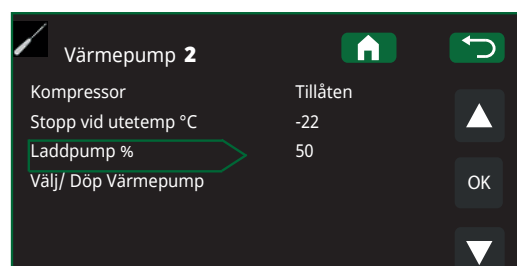 Värmepump 2
Kompressor Tillåten
Stopp vid utetemp °C -22
Laddpump % 50
Välj/ Döp Värmepump
OK